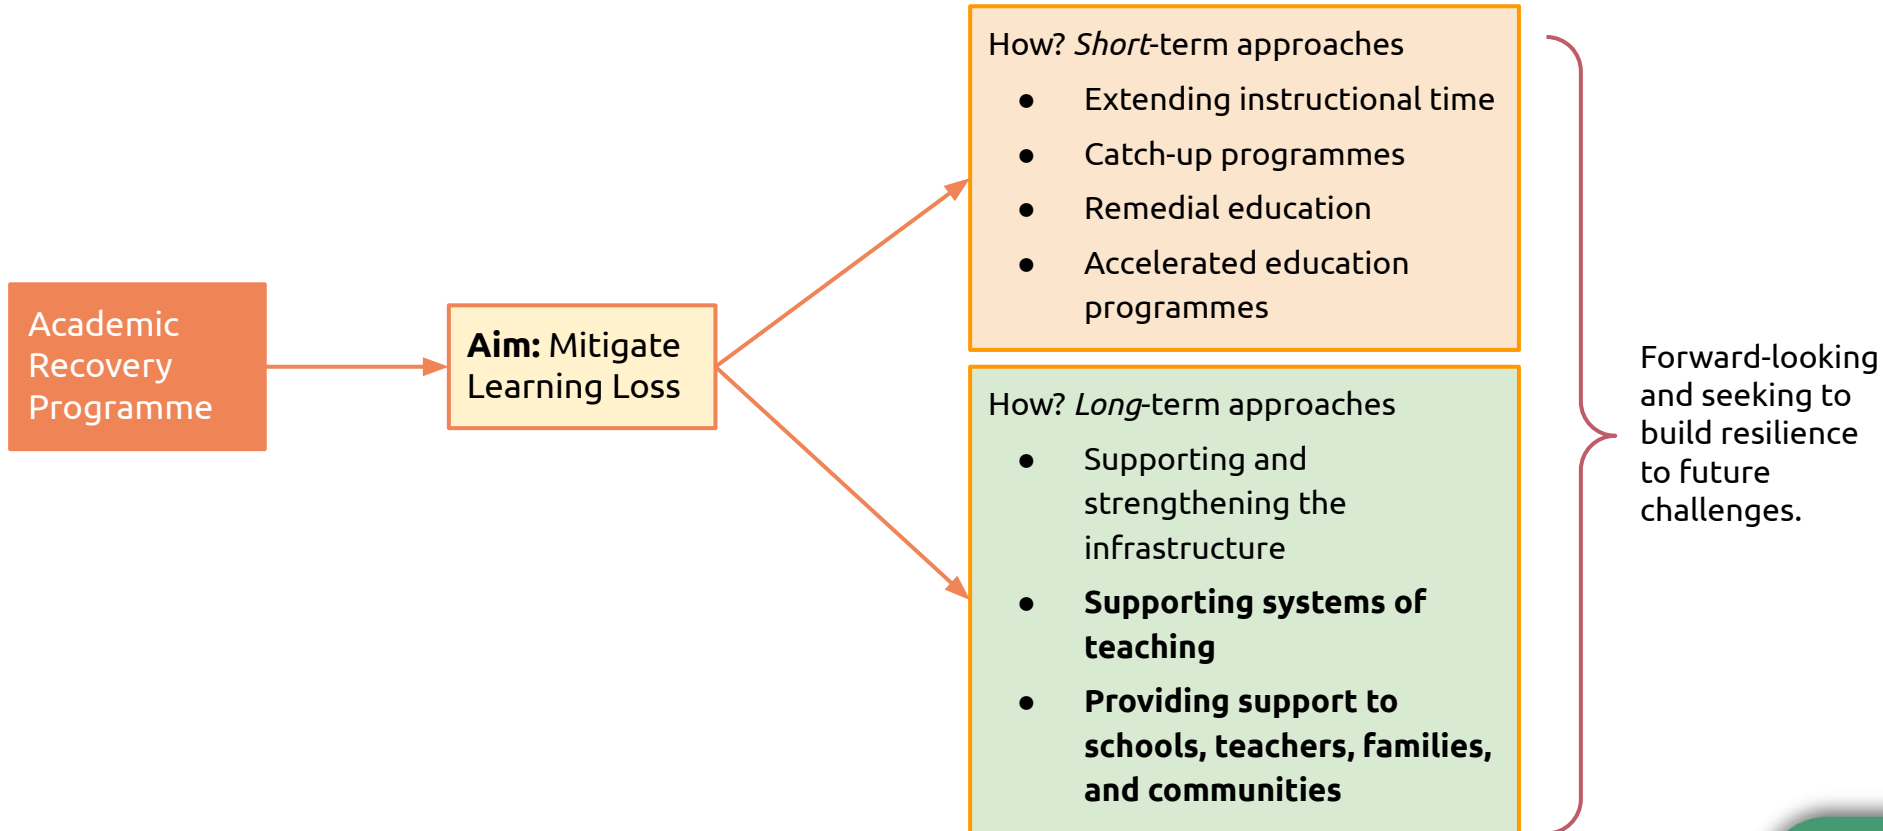 Academic
Recovery
Programme
Aim: Mitigate
Learning Loss
How? Short-term approaches
● Extending instructional time
● Catch-up programmes
● Remedial education
● Accelerated education
programmes
How? Long-term approaches
● Supporting and
strengthening the
infrastructure
● Supporting systems of
teaching
● Providing support to
schools, teachers, families,
and communities
Forward-looking
and seeking to
build resilience
to future
challenges.